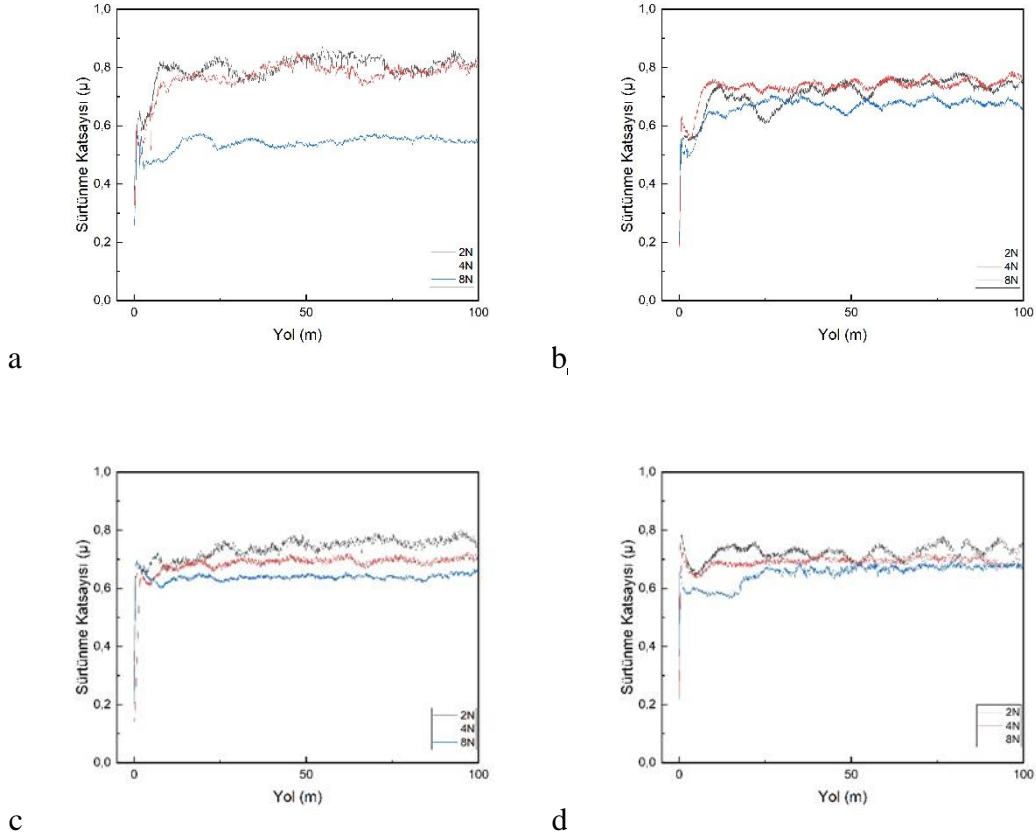 1,0
0,8
0,6
0,4
0,2
0,0
Sürtünme Katsayısı (µ)
2N
4N
8N
0 50 100
Yol (m)
a
1,0
0,8
0,6
0,4
0,2
0,0
Sürtünme Katsayısı (µ)
2N
4N
8N
0 50 100
Yol (m)
b
1,0
0,8
0,6
0,4
0,2
0,0
Sürtünme Katsayısı (µ)
2N
4N
8N
0 50 100
Yol (m)
c
1,0
0,8
0,6
0,4
0,2
0,0
Sürtünme Katsayısı (µ)
2N
4N
8N
0 50 100
Yol (m)
d